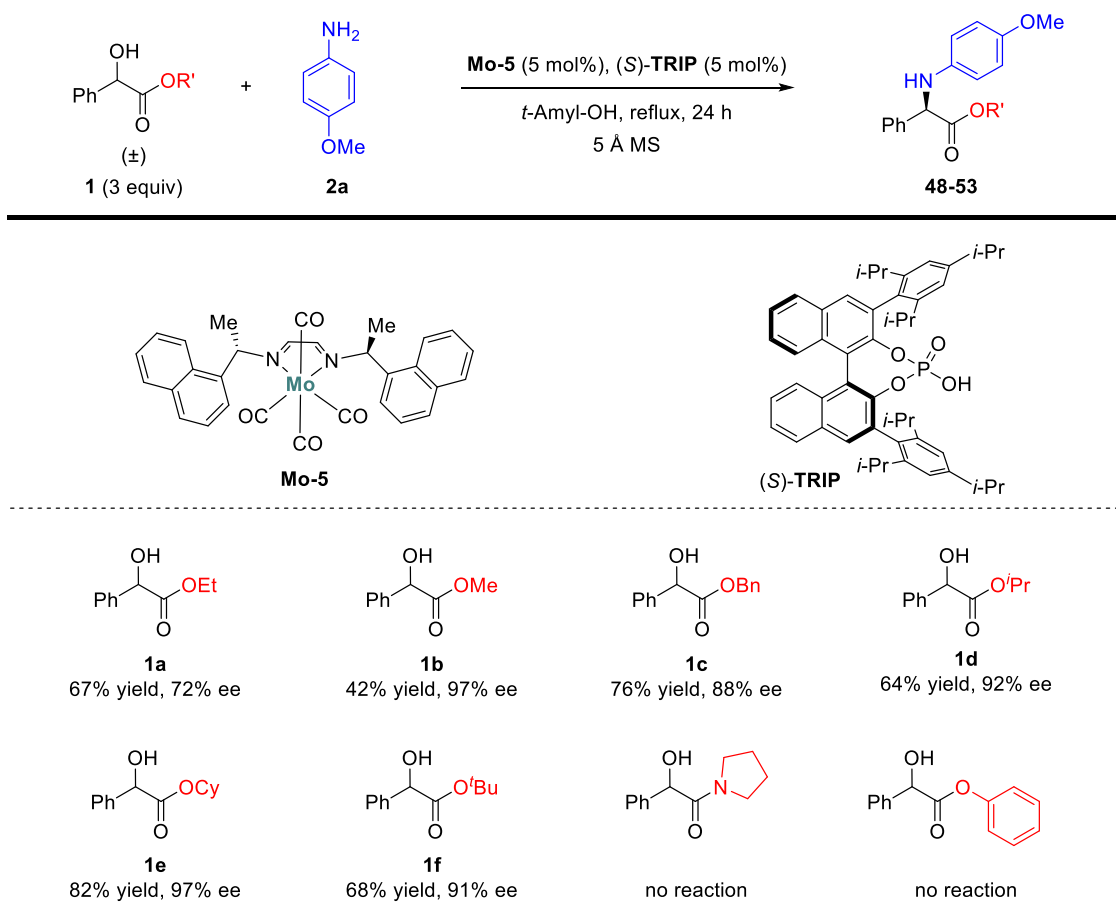 OH
Ph
OR'
O
(±)
1 (3 equiv)
+
NH2
OMe
2a
Mo-5 (5 mol%), (S)-TRIP (5 mol%)
t-Amyl-OH, reflux, 24 h
5 Å MS
OMe
HN
Ph
OR'
O
48-53
Me
CO
Me
N
N
Mo
OC
CO
CO
Mo-5
i-Pr
i-Pr
i-Pr
O
O
P
O
OH
i-Pr
i-Pr
i-Pr
(S)-TRIP
OH
Ph
OEt
O
1a
67% yield, 72% ee
OH
Ph
OMe
O
1b
42% yield, 97% ee
OH
Ph
OBn
O
1c
76% yield, 88% ee
OH
Ph
OiPr
O
1d
64% yield, 92% ee
OH
Ph
OCy
O
1e
82% yield, 97% ee
OH
Ph
OtBu
O
1f
68% yield, 91% ee
OH
Ph
N
O
no reaction
OH
Ph
O
O
no reaction